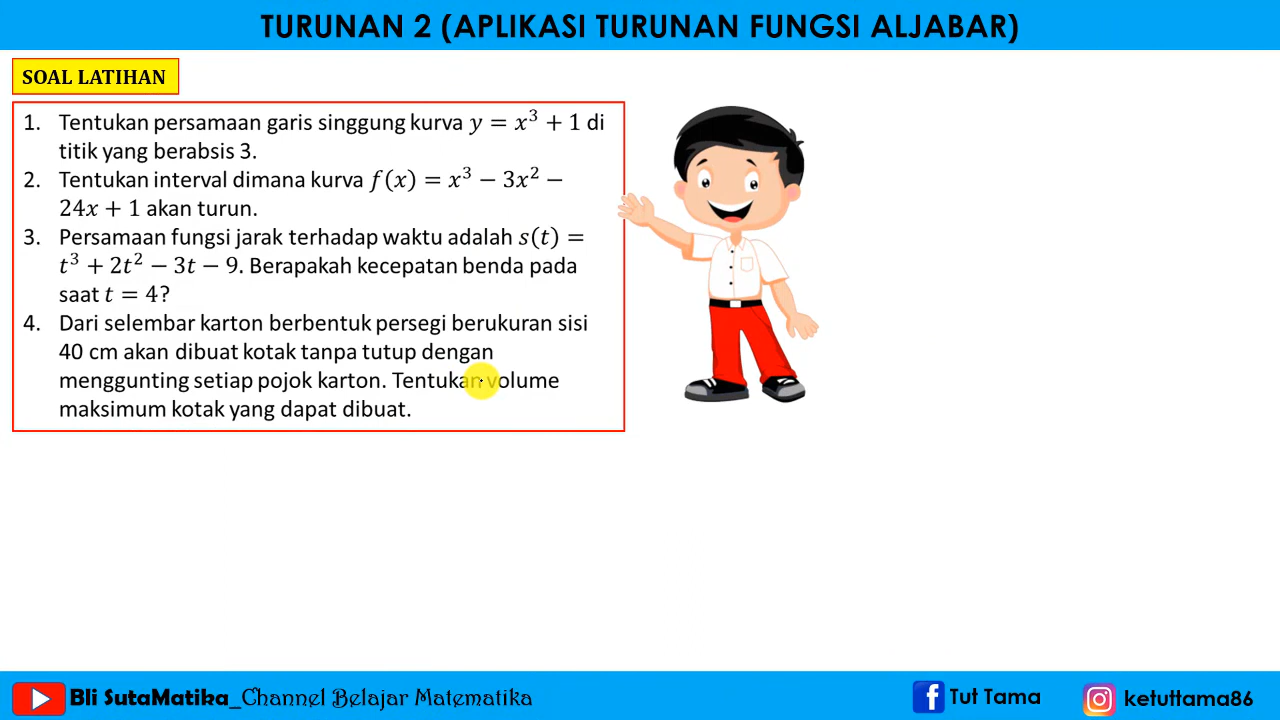 TURUNAN 2 (APLIKASI TURUNAN FUNGSI ALJABAR)
SOAL LATIHAN
1. Tentukan persamaan garis singgung kurva 𝑦 = 𝑥³ + 1 di
titik yang berabsis 3.
2. Tentukan interval dimana kurva 𝑓(𝑥) = 𝑥³ − 3𝑥² −
24𝑥 + 1 akan turun.
3. Persamaan fungsi jarak terhadap waktu adalah 𝑠(𝑡) =
𝑡³ + 2𝑡² − 3𝑡 − 9. Berapakah kecepatan benda pada
saat 𝑡 = 4?
4. Dari selembar karton berbentuk persegi berukuran sisi
40 cm akan dibuat kotak tanpa tutup dengan
menggunting setiap pojok karton. Tentukan volume
maksimum kotak yang dapat dibuat.
Bli SutaMatika_Channel Belajar Matematika
Tut Tama
ketuttama86